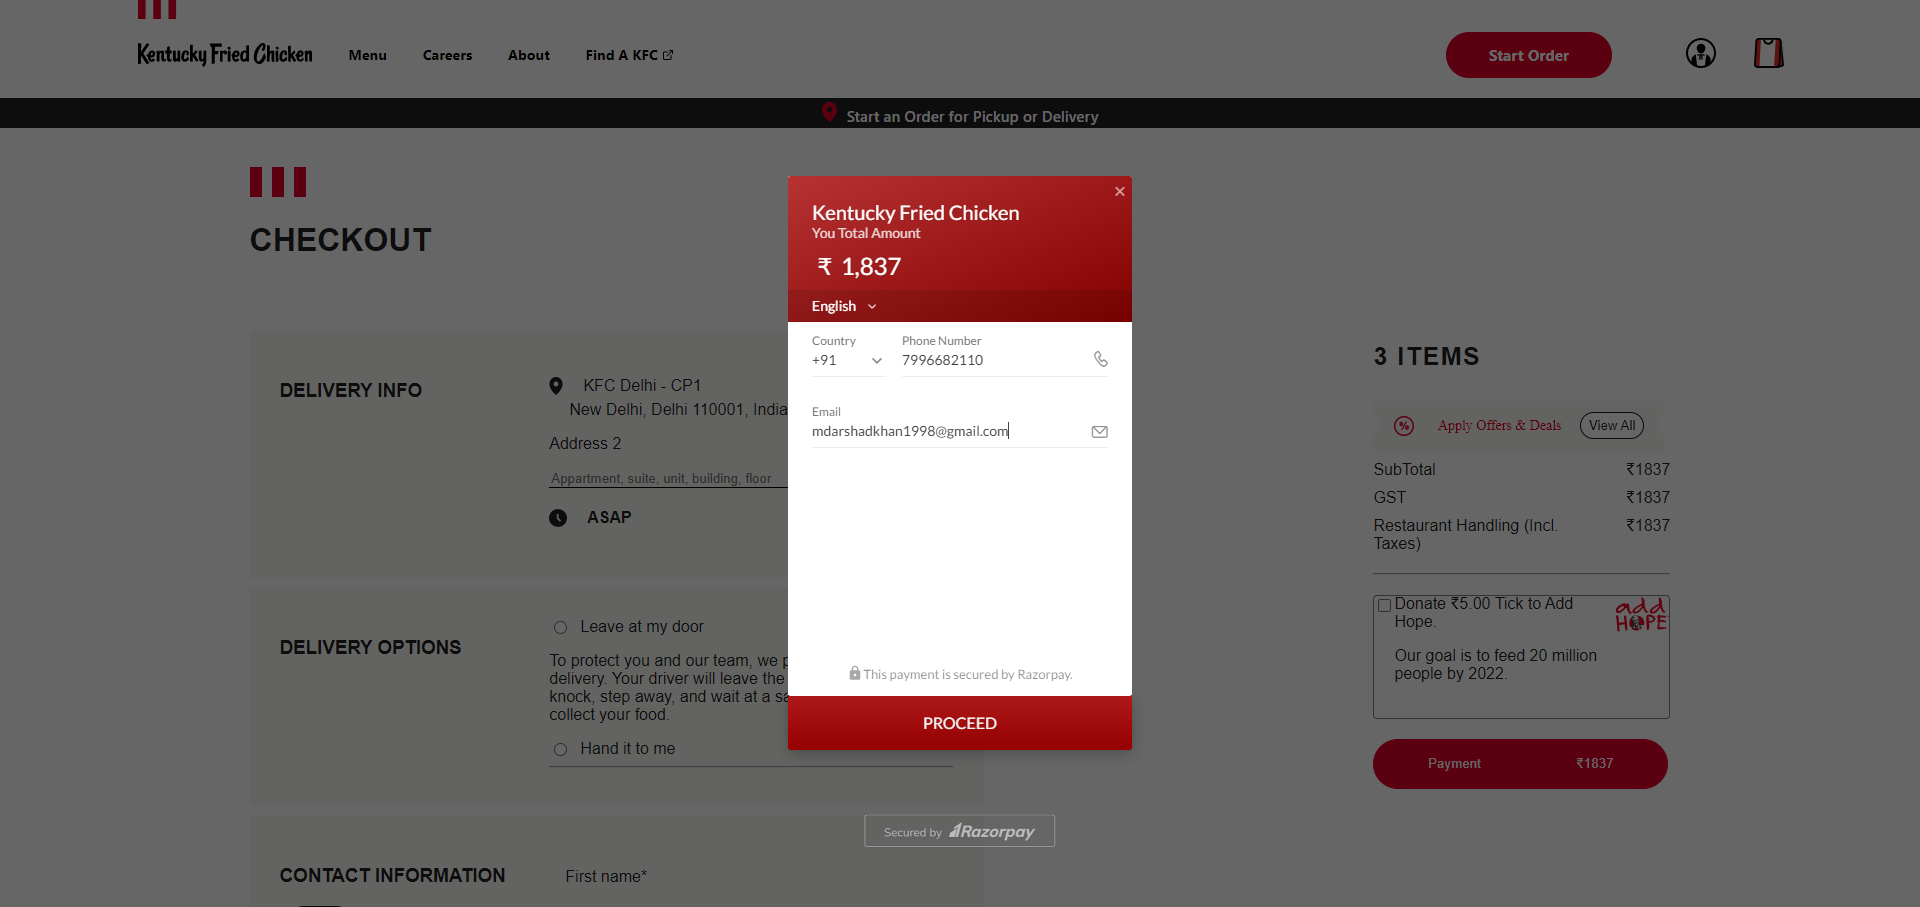 Kentucky Fried Chicken
Menu
Careers
About
Find A KFC
Start Order
Start an Order for Pickup or Delivery
CHECKOUT
DELIVERY INFO
KFC Delhi - CP1
New Delhi, Delhi 110001, India
Address 2
Appartment, suite, unit, building, floor
ASAP
DELIVERY OPTIONS
Leave at my door
To protect you and our team, we p
delivery. Your driver will leave the
knock, step away, and wait at a sa
collect your food.
Hand it to me
CONTACT INFORMATION
First name*
Kentucky Fried Chicken
You Total Amount
₹ 1,837
English
Country
+91
Phone Number
7996682110
Email
mdarshadkhan1998@gmail.com
This payment is secured by Razorpay.
PROCEED
Secured by Razorpay
3 ITEMS
% Apply Offers & Deals
View All
SubTotal ₹1837
GST ₹1837
Restaurant Handling (Incl. ₹1837
Taxes)
Donate ₹5.00 Tick to Add
Hope.
add
HOPE
Our goal is to feed 20 million
people by 2022.
Payment ₹1837